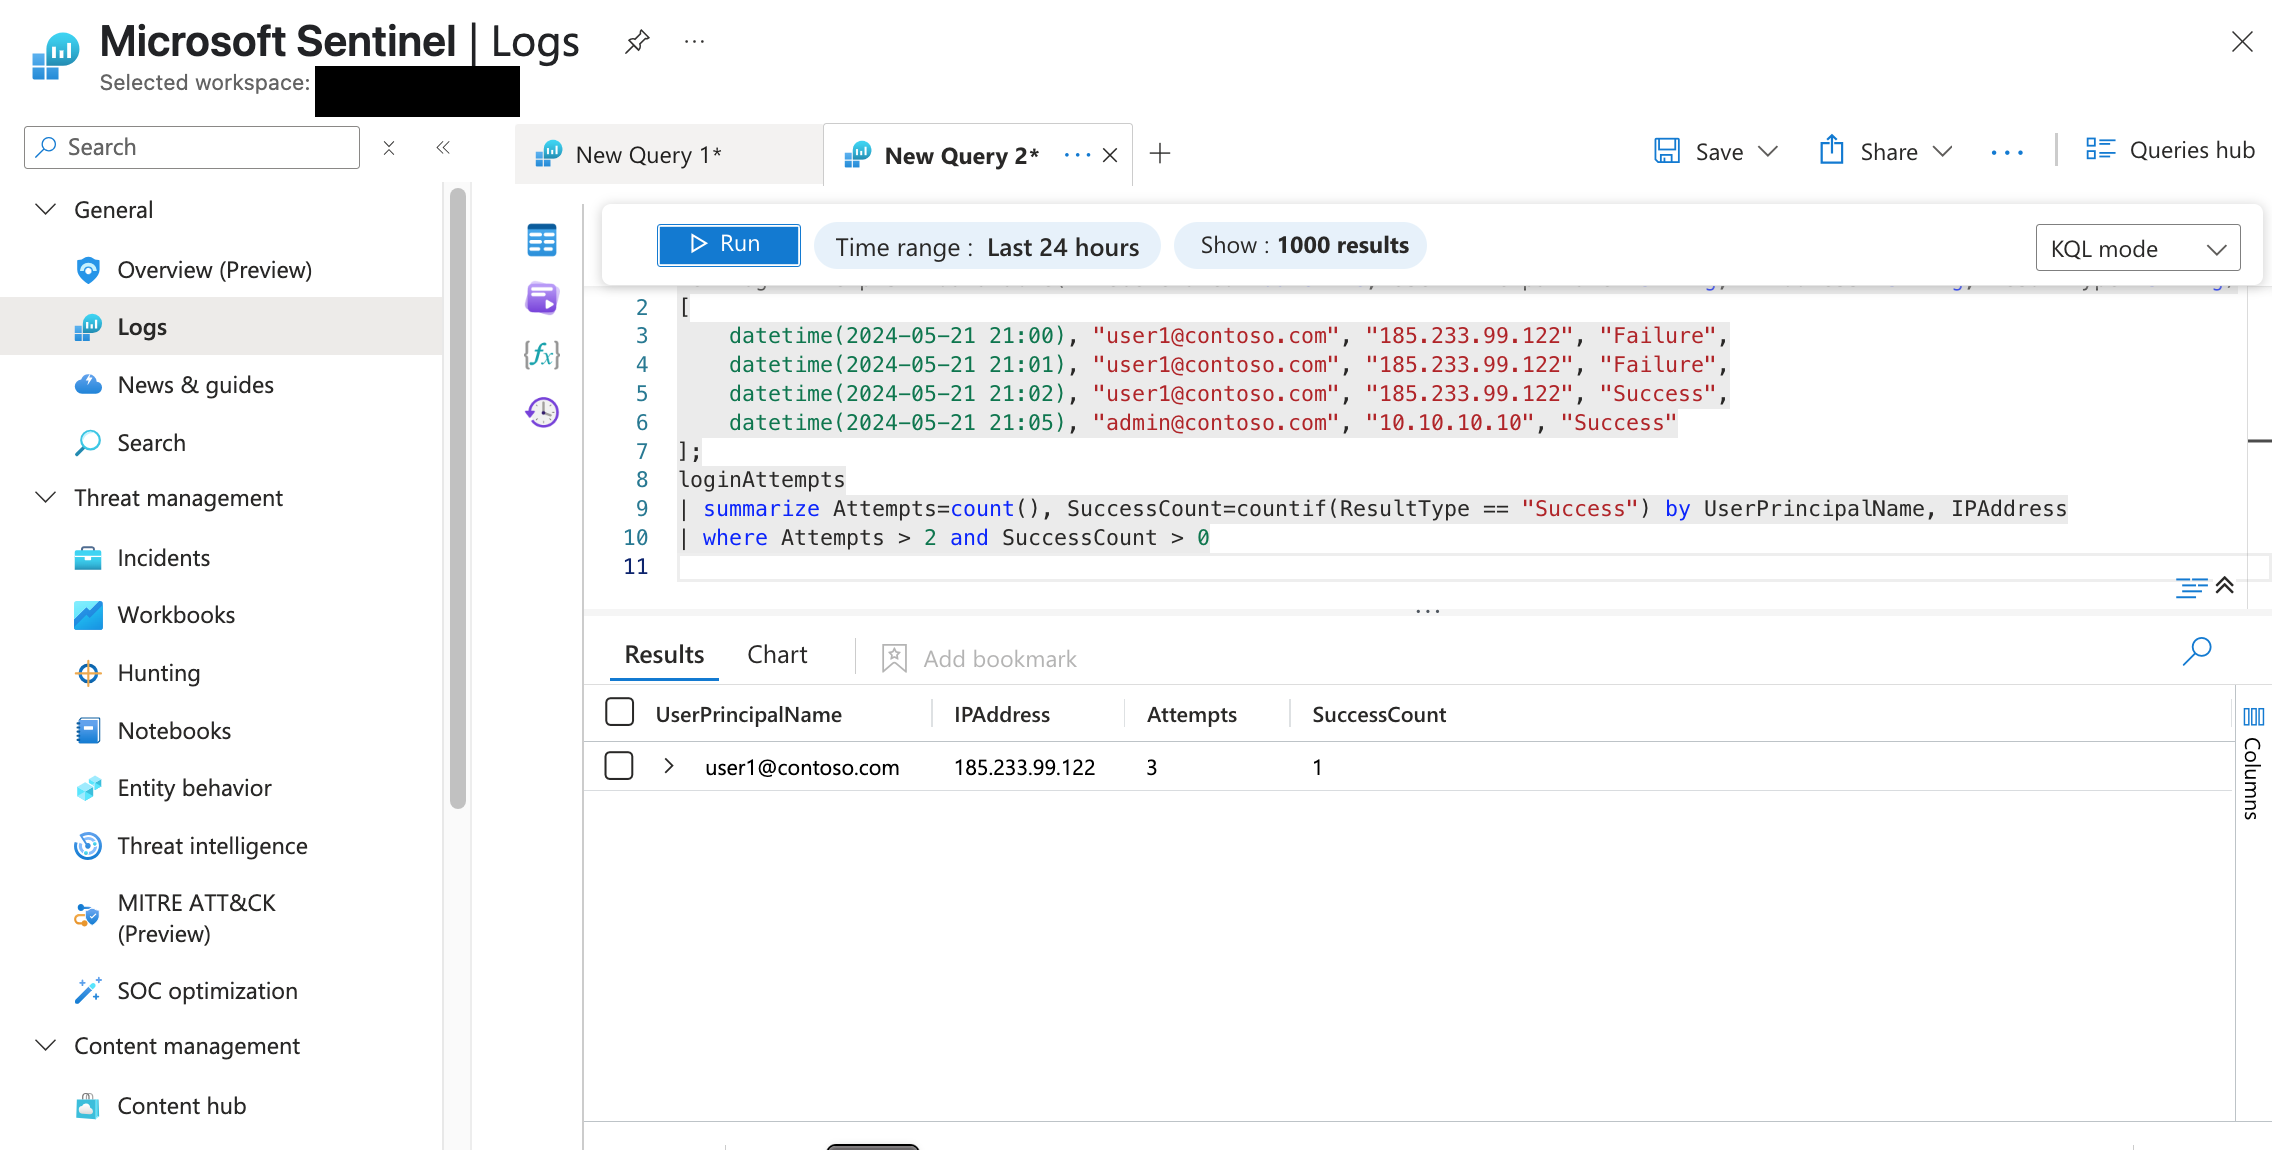 Microsoft Sentinel | Logs
Selected workspace:
Search
General
Overview (Preview)
Logs
News & guides
Search
Threat management
Incidents
Workbooks
Hunting
Notebooks
Entity behavior
Threat intelligence
MITRE ATT&CK
(Preview)
SOC optimization
Content management
Content hub
New Query 1*
New Query 2*
Save
Share
Queries hub
Run
Time range : Last 24 hours
Show : 1000 results
KQL mode
2 [
3 datetime(2024-05-21 21:00), "user1@contoso.com", "185.233.99.122", "Failure",
4 datetime(2024-05-21 21:01), "user1@contoso.com", "185.233.99.122", "Failure",
5 datetime(2024-05-21 21:02), "user1@contoso.com", "185.233.99.122", "Success",
6 datetime(2024-05-21 21:05), "admin@contoso.com", "10.10.10.10", "Success"
7 ];
8 loginAttempts
9 | summarize Attempts=count(), SuccessCount=countif(ResultType == "Success") by UserPrincipalName, IPAddress
10 | where Attempts > 2 and SuccessCount > 0
11
Results
Chart
Add bookmark
UserPrincipalName IPAddress Attempts SuccessCount
user1@contoso.com 185.233.99.122 3 1
Columns